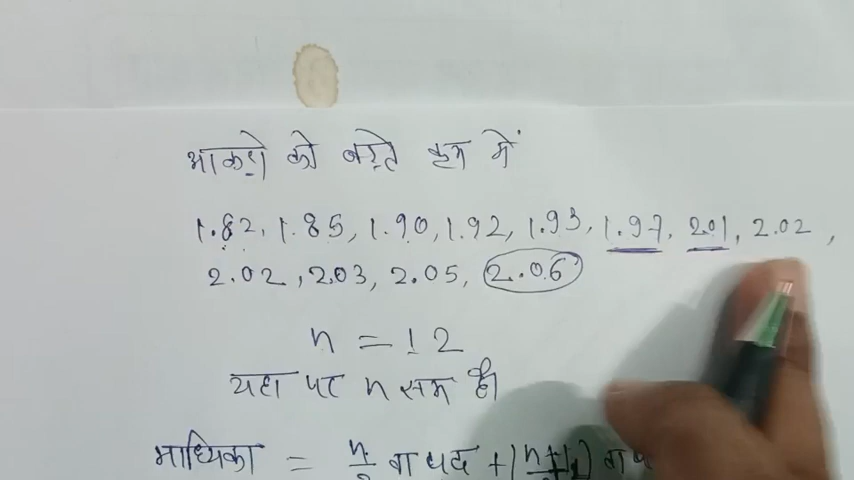 आकड़ो को बढ़ते क्रम में
1.82, 1.85, 1.90, 1.92, 1.93, 1.97, 2.01, 2.02,
2.02, 2.03, 2.05, 2.06
n = 12
यहा पर n सम है।
माध्यिका = n/2 वा पद + (n/2+1) वा